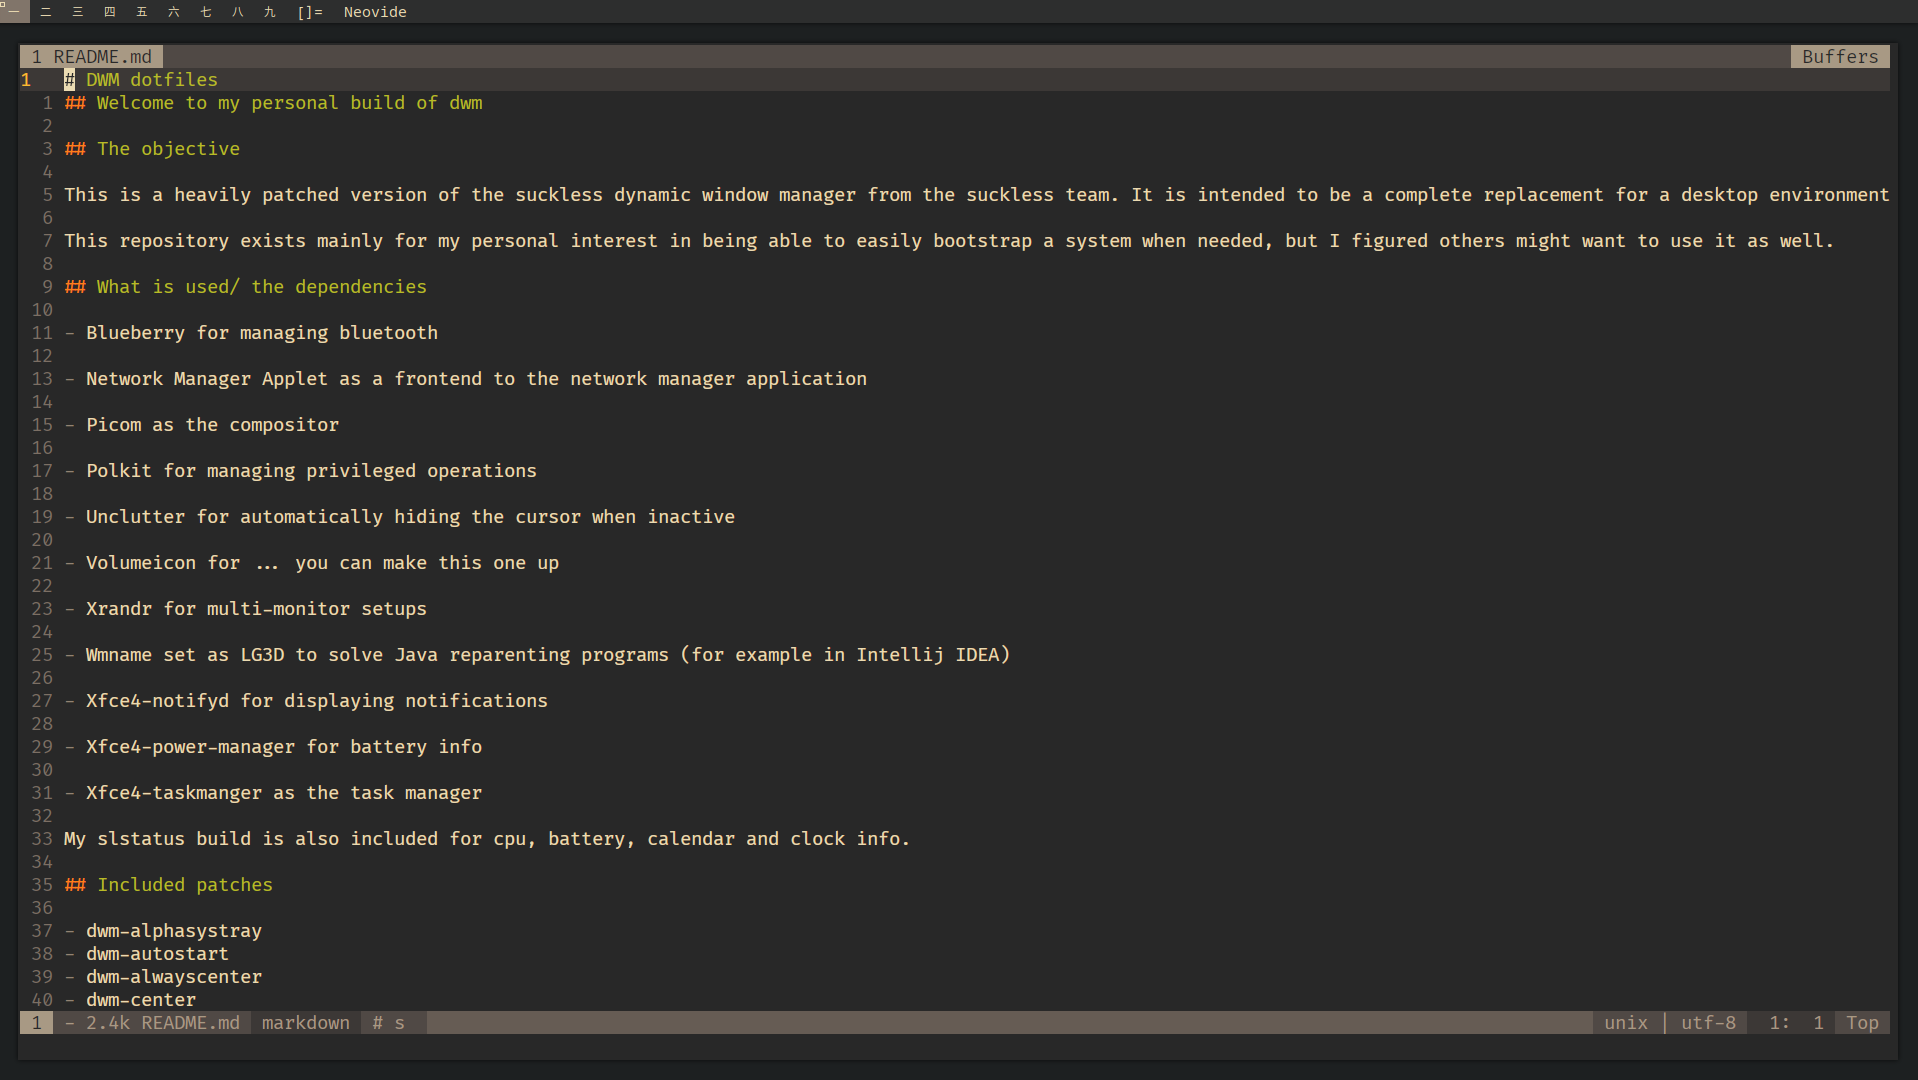 一 二 三 四 五 六 七 八 九 []= Neovide
1 README.md Buffers
1 # DWM dotfiles
1 ## Welcome to my personal build of dwm
2
3 ## The objective
4
5 This is a heavily patched version of the suckless dynamic window manager from the suckless team. It is intended to be a complete replacement for a desktop environment
6
7 This repository exists mainly for my personal interest in being able to easily bootstrap a system when needed, but I figured others might want to use it as well.
8
9 ## What is used/ the dependencies
10
11 - Blueberry for managing bluetooth
12
13 - Network Manager Applet as a frontend to the network manager application
14
15 - Picom as the compositor
16
17 - Polkit for managing privileged operations
18
19 - Unclutter for automatically hiding the cursor when inactive
20
21 - Volumeicon for ... you can make this one up
22
23 - Xrandr for multi-monitor setups
24
25 - Wmname set as LG3D to solve Java reparenting programs (for example in Intellij IDEA)
26
27 - Xfce4-notifyd for displaying notifications
28
29 - Xfce4-power-manager for battery info
30
31 - Xfce4-taskmanger as the task manager
32
33 My slstatus build is also included for cpu, battery, calendar and clock info.
34
35 ## Included patches
36
37 - dwm-alphasystray
38 - dwm-autostart
39 - dwm-alwayscenter
40 - dwm-center
1 - 2.4k README.md markdown # s unix | utf-8 1: 1 Top